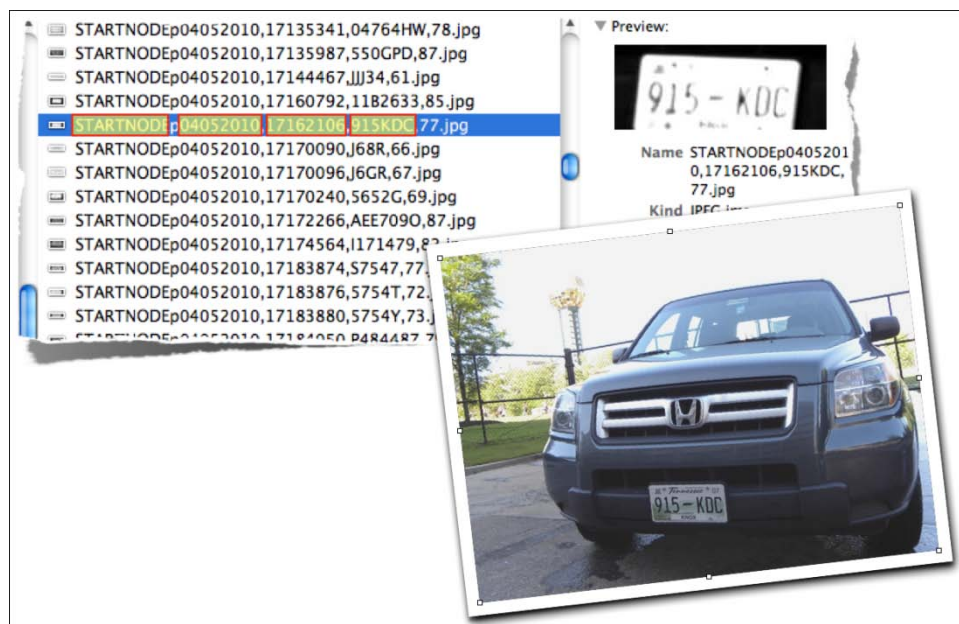 STARTNODEp04052010,17135341,04764HW,78.jpg
STARTNODEp04052010,17135987,550GPD,87.jpg
STARTNODEp04052010,17144467,JJJ34,61.jpg
STARTNODEp04052010,17160792,11B2633,85.jpg
STARTNODEp04052010,17162106,915KDC,77.jpg
STARTNODEp04052010,17170090,J68R,66.jpg
STARTNODEp04052010,17170096,J6GR,67.jpg
STARTNODEp04052010,17170240,5652G,69.jpg
STARTNODEp04052010,17172266,AEE709O,87.jpg
STARTNODEp04052010,17174564,I171479,
STARTNODEp04052010,17183874,S7547,77.
STARTNODEp04052010,17183876,5754T,72.
STARTNODEp04052010,17183880,5754Y,73.
Preview:
915 - KDC
Name STARTNODEp0405201
0,17162106,915KDC,
77.jpg
Kind JPEG
Tennessee
915-KDC